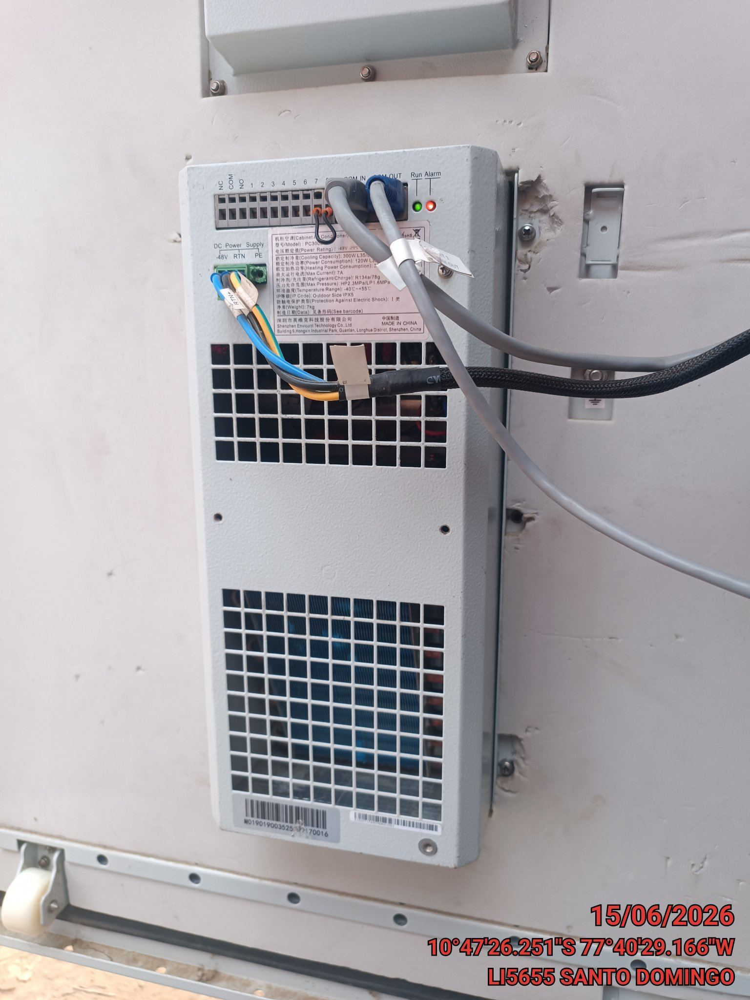 NC COM NO 1 2 3 4 5 6 7 COM IN COM OUT Run Alarm
DC Power Supply
-48V RTN PE
RTN+
机柜空调(Cabinet Air Conditioner)
RoHS
型号(Model) : PC300
电压额定值(Power Rating) : -48V
额定制冷量(Cooling Capacity): 300W L35/
额定制冷功率(Power Consumption): 120W
额定加热功率(Heating Power Consumption):
最大运行电流(Max Current): 7A
制冷剂/充注量(Refrigerant/Charge): R134a/78g
压力允许范围(Max Pressure): HP2.3MPa/LP1.6MPa
环境温度(Temperature Range): -40℃~+55℃
IP等级(IP Code): Outdoor Side IPX5
防触电保护类型(Protection Against Electric Shock): I 类
净重(Weight): 7kg
制造日期(Data): 见条形码(See barcode)
深圳市英维克科技股份有限公司
中国制造
Shenzhen Envicool Technology Co.,Ltd.
MADE IN CHINA
Building 9,Hongxin Industrial Park, Guanlan, Longhua District, Shenzhen, China
OUT
15/06/2026
10°47'26.251"S 77°40'29.166"W
LI5655 SANTO DOMINGO